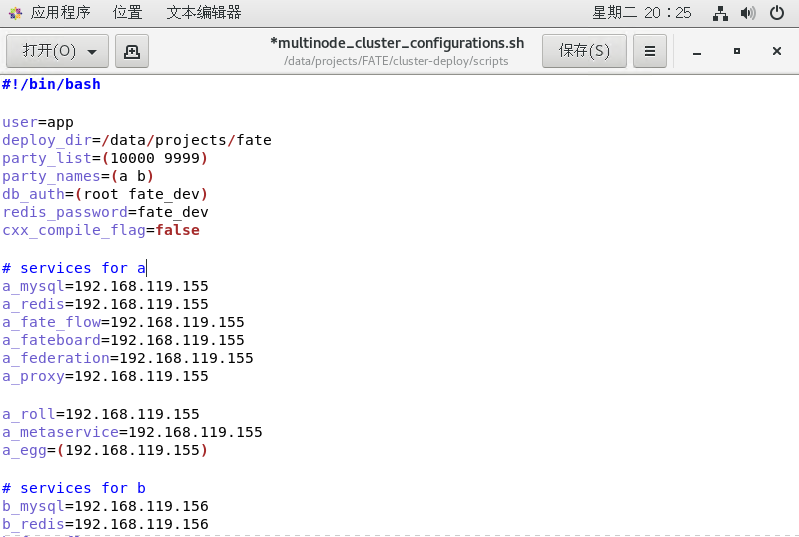 应用程序 位置 文本编辑器 星期二 20：25
打开(O) *multinode_cluster_configurations.sh 保存(S)
/data/projects/FATE/cluster-deploy/scripts
#!/bin/bash
user=app
deploy_dir=/data/projects/fate
party_list=(10000 9999)
party_names=(a b)
db_auth=(root fate_dev)
redis_password=fate_dev
cxx_compile_flag=false
# services for a
a_mysql=192.168.119.155
a_redis=192.168.119.155
a_fate_flow=192.168.119.155
a_fateboard=192.168.119.155
a_federation=192.168.119.155
a_proxy=192.168.119.155
a_roll=192.168.119.155
a_metaservice=192.168.119.155
a_egg=(192.168.119.155)
# services for b
b_mysql=192.168.119.156
b_redis=192.168.119.156